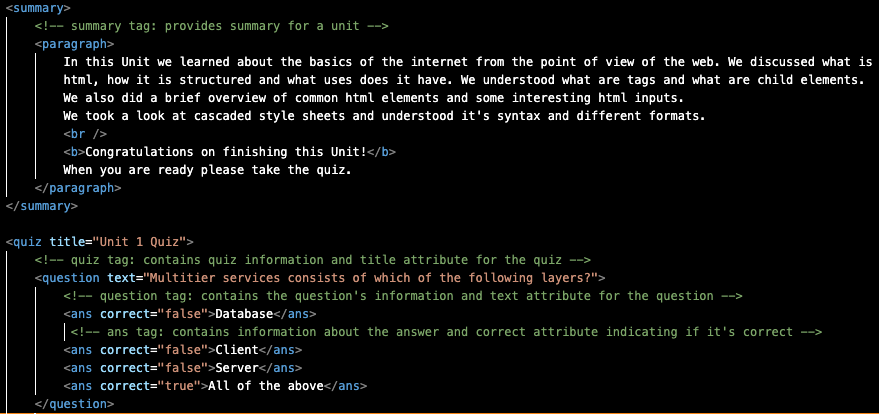 <summary>
<!-- summary tag: provides summary for a unit -->
<paragraph>
In this Unit we learned about the basics of the internet from the point of view of the web. We discussed what is
html, how it is structured and what uses does it have. We understood what are tags and what are child elements.
We also did a brief overview of common html elements and some interesting html inputs.
We took a look at cascaded style sheets and understood it's syntax and different formats.
<br />
<b>Congratulations on finishing this Unit!</b>
When you are ready please take the quiz.
</paragraph>
</summary>
<quiz title="Unit 1 Quiz">
<!-- quiz tag: contains quiz information and title attribute for the quiz -->
<question text="Multitier services consists of which of the following layers?">
<!-- question tag: contains the question's information and text attribute for the question -->
<ans correct="false">Database</ans>
<!-- ans tag: contains information about the answer and correct attribute indicating if it's correct -->
<ans correct="false">Client</ans>
<ans correct="false">Server</ans>
<ans correct="true">All of the above</ans>
</question>